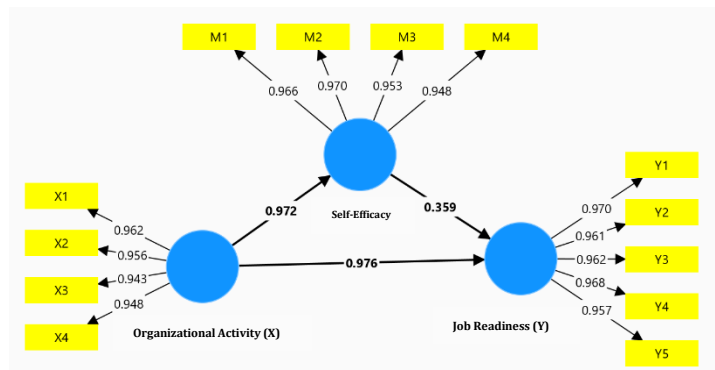 M1
M2
M3
M4
0.966
0.970
0.953
0.948
X1
X2
X3
X4
0.962
0.956
0.943
0.948
0.972
Self-Efficacy
0.359
0.976
Organizational Activity (X)
Job Readiness (Y)
0.970
0.961
0.962
0.968
0.957
Y1
Y2
Y3
Y4
Y5